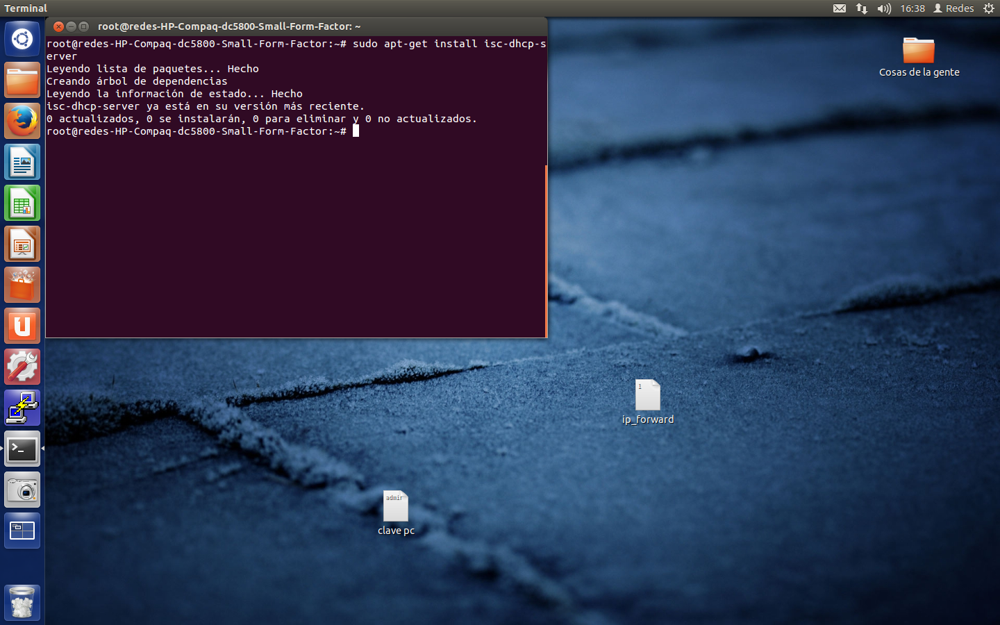 Terminal
16:38
Redes
root@redes-HP-Compaq-dc5800-Small-Form-Factor: ~
root@redes-HP-Compaq-dc5800-Small-Form-Factor:~# sudo apt-get install isc-dhcp-s
erver
Leyendo lista de paquetes... Hecho
Creando árbol de dependencias
Leyendo la información de estado... Hecho
isc-dhcp-server ya está en su versión más reciente.
0 actualizados, 0 se instalarán, 0 para eliminar y 0 no actualizados.
root@redes-HP-Compaq-dc5800-Small-Form-Factor:~#
Cosas de la gente
1
ip_forward
admin
clave pc